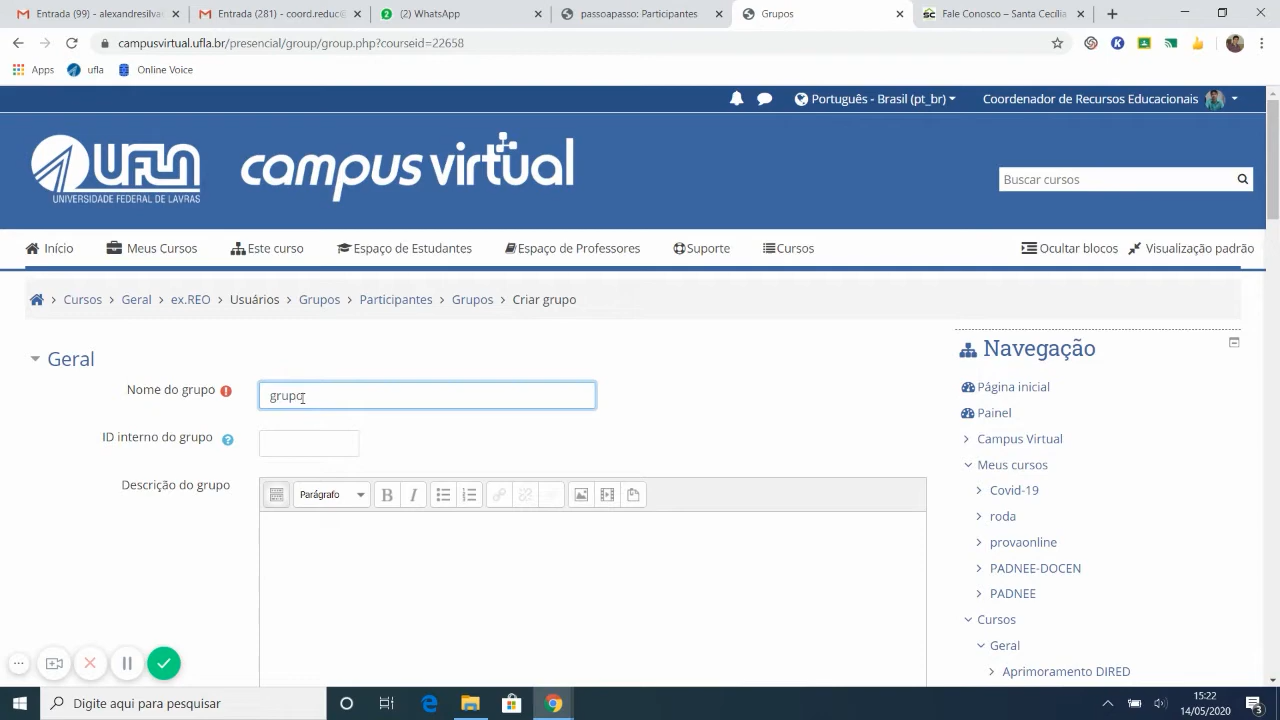 Entrada (99) - alexandresilvas
Entrada (281) - coord.reduc@
(2) WhatsApp
passoapasso: Participantes
Grupos
Fale Conosco – Santa Cecília
campusvirtual.ufla.br/presencial/group/group.php?courseid=22658
Apps
ufla
Online Voice
Português - Brasil (pt_br)
Coordenador de Recursos Educacionais
UFLA
UNIVERSIDADE FEDERAL DE LAVRAS
campus virtual
Buscar cursos
Início
Meus Cursos
Este curso
Espaço de Estudantes
Espaço de Professores
Suporte
Cursos
Ocultar blocos
Visualização padrão
Cursos > Geral > ex.REO > Usuários > Grupos > Participantes > Grupos > Criar grupo
Geral
Nome do grupo
grupo
ID interno do grupo
Descrição do grupo
Parágrafo
B
I
Navegação
Página inicial
Painel
Campus Virtual
Meus cursos
Covid-19
roda
provaonline
PADNEE-DOCEN
PADNEE
Cursos
Geral
Aprimoramento DIRED
Digite aqui para pesquisar
15:22
14/05/2020
3